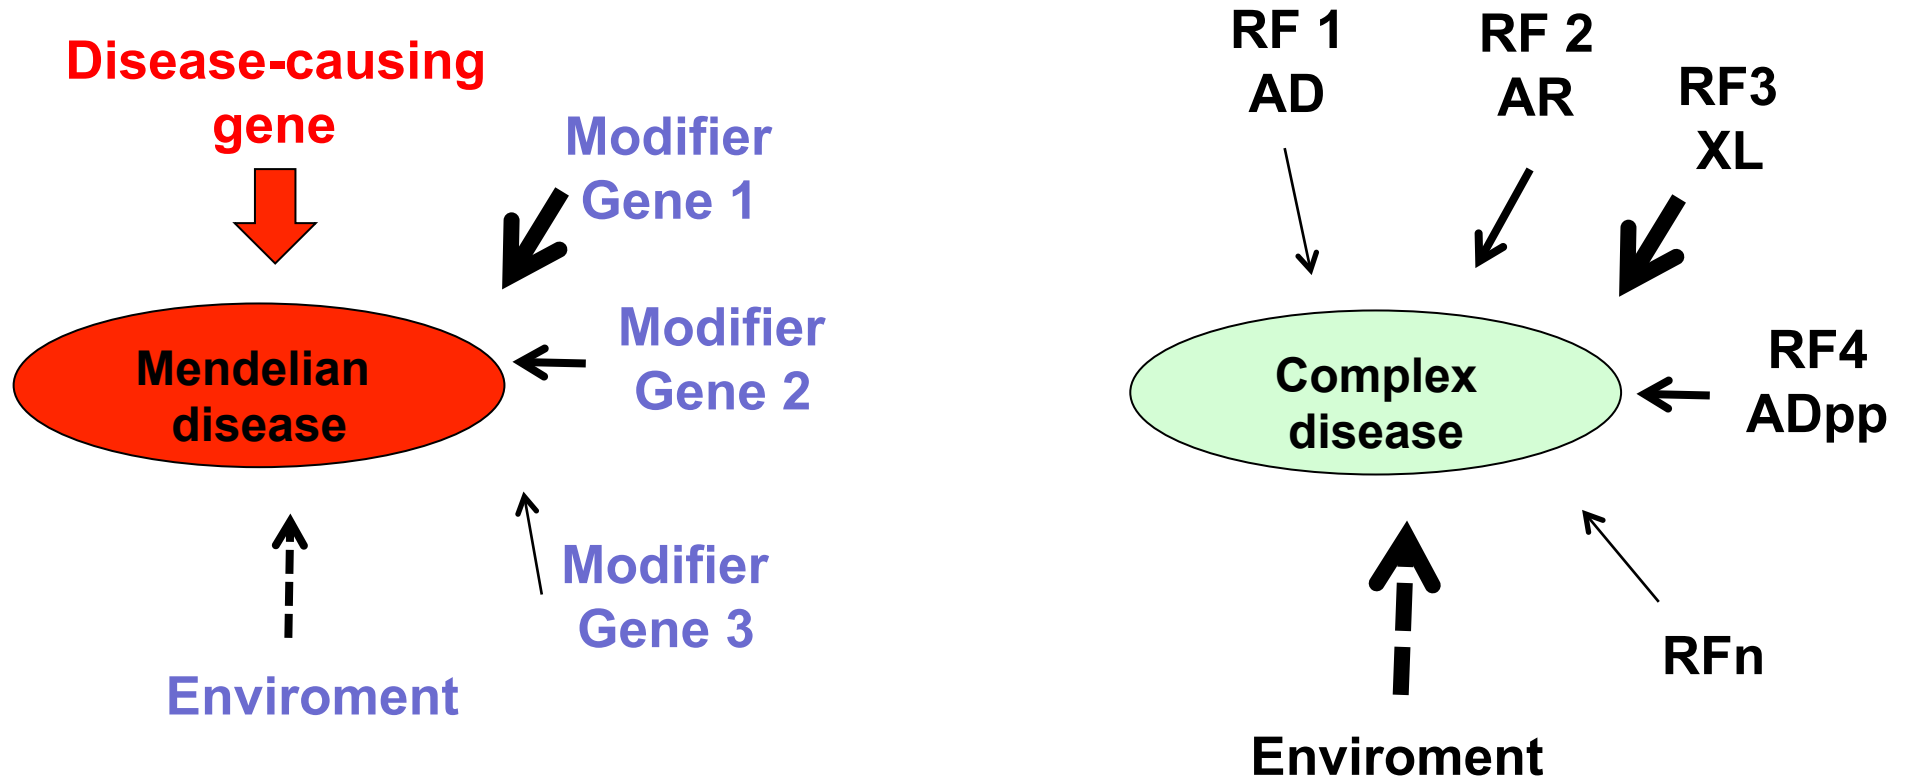 Disease-causing
gene
Modifier
Gene 1
Mendelian
disease
Modifier
Gene 2
Modifier
Gene 3
Enviroment
RF 1
AD
RF 2
AR
RF3
XL
Complex
disease
RF4
ADpp
RFn
Enviroment